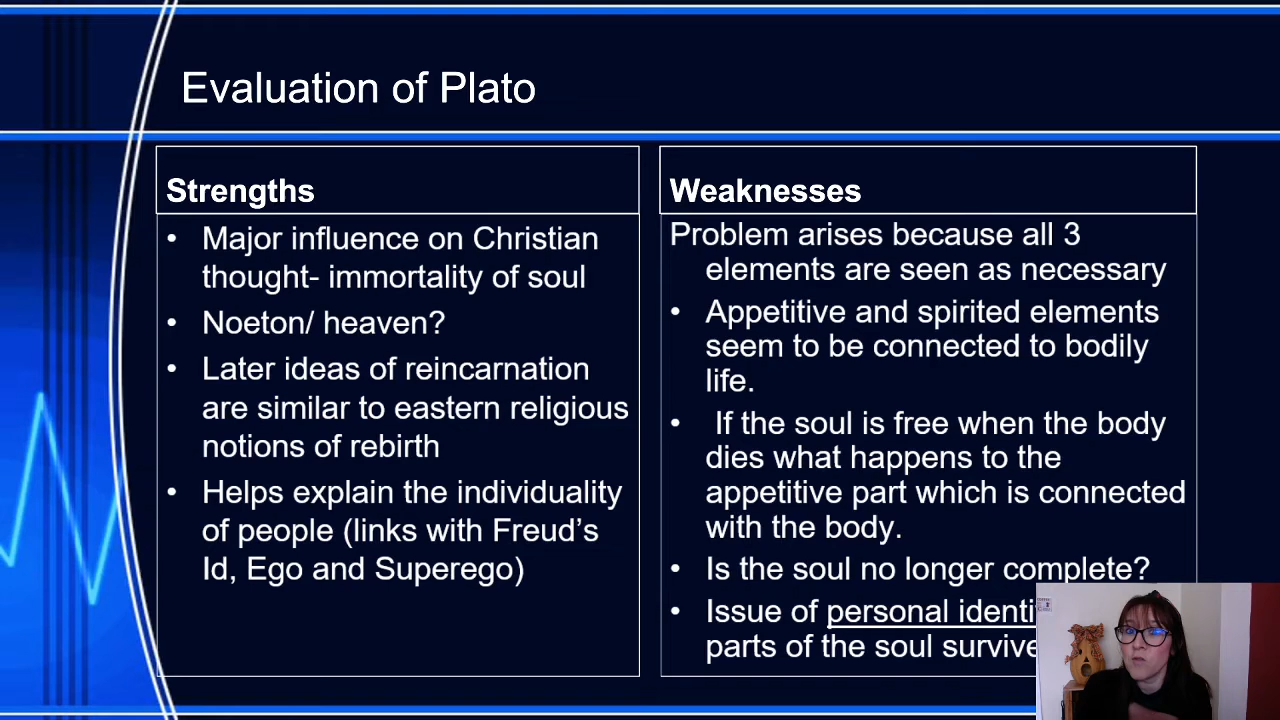 Evaluation of Plato
Strengths
• Major influence on Christian
thought- immortality of soul
• Noeton/ heaven?
• Later ideas of reincarnation
are similar to eastern religious
notions of rebirth
• Helps explain the individuality
of people (links with Freud’s
Id, Ego and Superego)
Weaknesses
Problem arises because all 3
elements are seen as necessary
• Appetitive and spirited elements
seem to be connected to bodily
life.
• If the soul is free when the body
dies what happens to the
appetitive part which is connected
with the body.
• Is the soul no longer complete?
• Issue of personal
parts of the soul